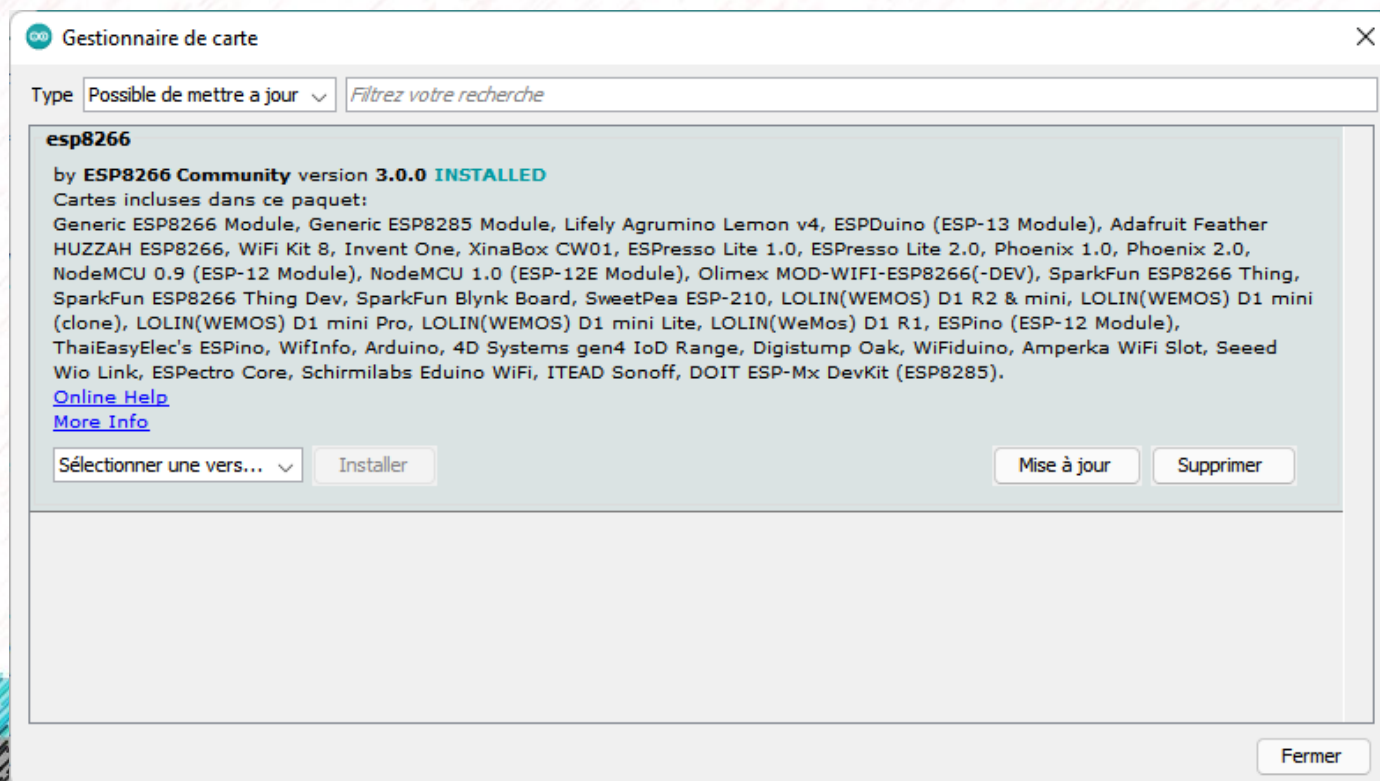 Gestionnaire de carte
Type Possible de mettre a jour Filtrez votre recherche
esp8266
by ESP8266 Community version 3.0.0 INSTALLED
Cartes incluses dans ce paquet:
Generic ESP8266 Module, Generic ESP8285 Module, Lifely Agrumino Lemon v4, ESPDuino (ESP-13 Module), Adafruit Feather
HUZZAH ESP8266, WiFi Kit 8, Invent One, XinaBox CW01, ESPresso Lite 1.0, ESPresso Lite 2.0, Phoenix 1.0, Phoenix 2.0,
NodeMCU 0.9 (ESP-12 Module), NodeMCU 1.0 (ESP-12E Module), Olimex MOD-WIFI-ESP8266(-DEV), SparkFun ESP8266 Thing,
SparkFun ESP8266 Thing Dev, SparkFun Blynk Board, SweetPea ESP-210, LOLIN(WEMOS) D1 R2 & mini, LOLIN(WEMOS) D1 mini
(clone), LOLIN(WEMOS) D1 mini Pro, LOLIN(WEMOS) D1 mini Lite, LOLIN(WeMos) D1 R1, ESPino (ESP-12 Module),
ThaiEasyElec's ESPino, WifInfo, Arduino, 4D Systems gen4 IoD Range, Digistump Oak, WiFiduino, Amperka WiFi Slot, Seeed
Wio Link, ESPectro Core, Schirmilabs Eduino WiFi, ITEAD Sonoff, DOIT ESP-Mx DevKit (ESP8285).
Online Help
More Info
Sélectionner une vers... Installer Mise à jour Supprimer
Fermer